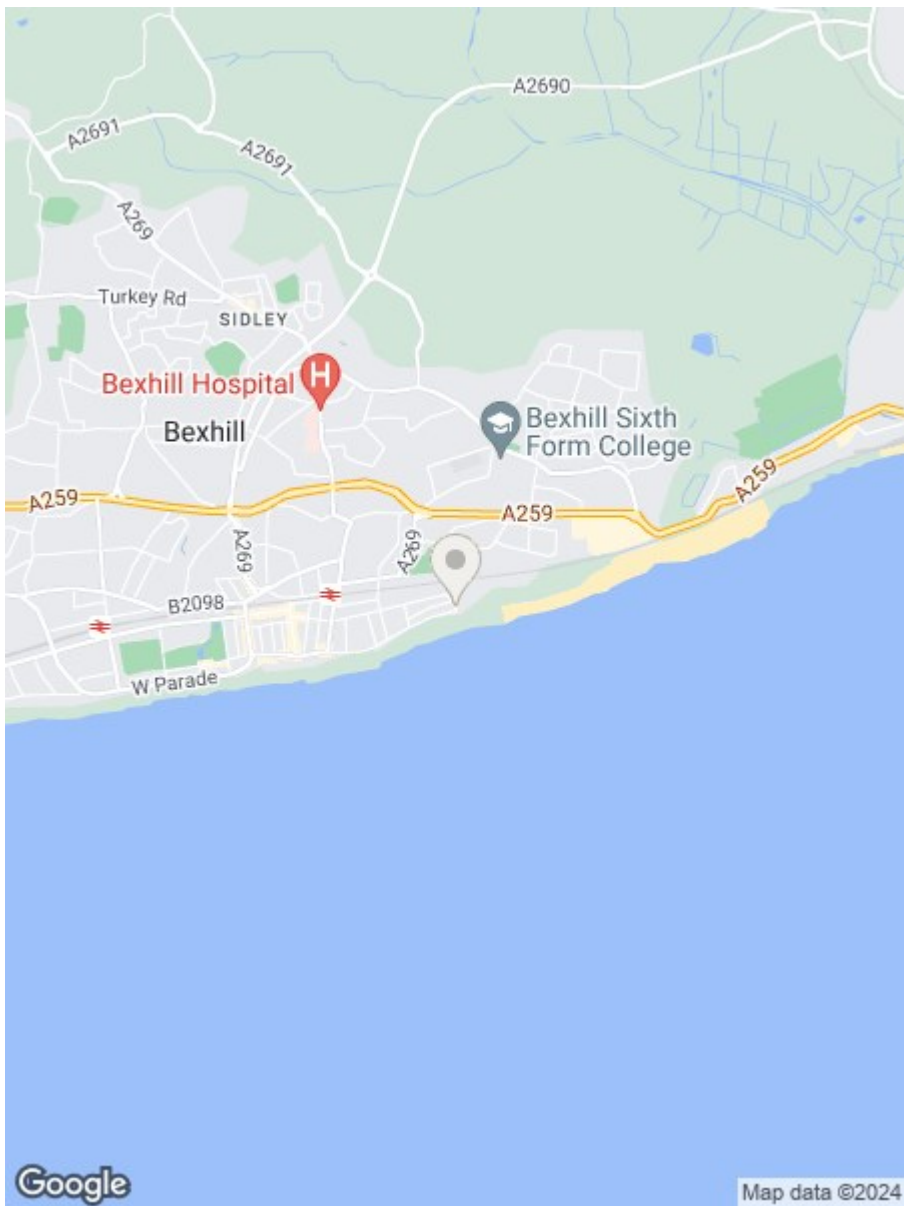 A2690
A2691
A2691
A269
Turkey Rd
SIDLEY
Bexhill Hospital
H
Bexhill
Bexhill Sixth
Form College
A259
A259
A259
A269
A269
B2098
W Parade
Google
Map data ©2024